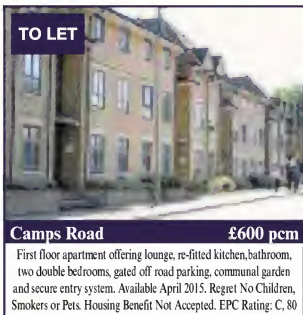 TO LET
Camps Road £600 pcm
First floor apartment offering lounge, re-fitted kitchen,bathroom,
two double bedrooms, gated off road parking, communal garden
and secure entry system. Available April 2015. Regret No Children,
Smokers or Pets. Housing Benefit Not Accepted. EPC Rating: C, 80